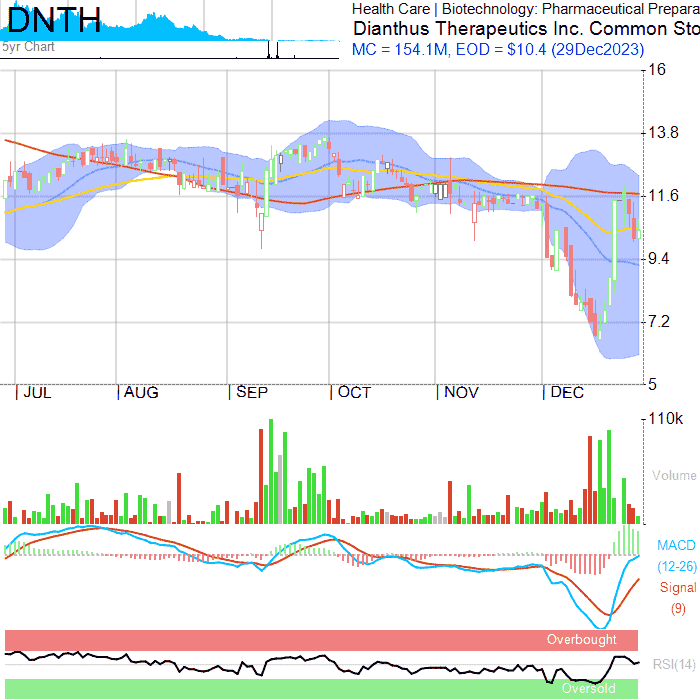 DNTH
5yr Chart
Health Care | Biotechnology: Pharmaceutical Prepara
Dianthus Therapeutics Inc. Common Sto
MC = 154.1M, EOD = $10.4 (29Dec2023)
16
13.8
11.6
9.4
7.2
5
| JUL | AUG | SEP | OCT | NOV | DEC
110k
Volume
MACD
(12-26)
Signal
(9)
Overbought
RSI(14)
Oversold